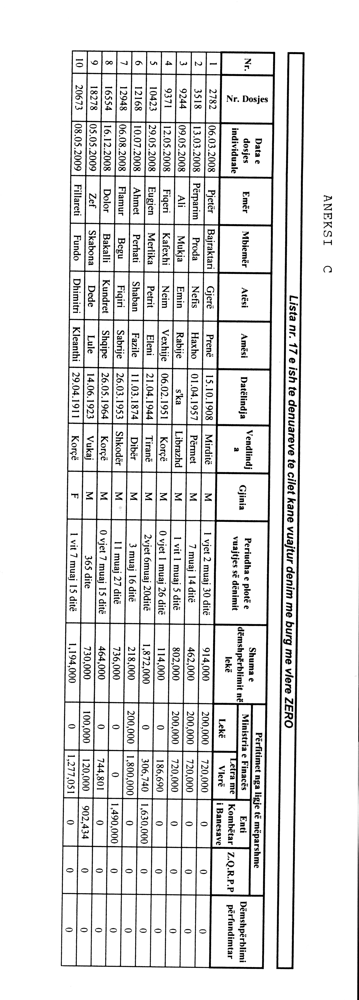 ANEKSI C
Lista nr. 17 e ish te denuareve te cilet kane vuajtur denim me burg me vlere ZERO
Nr. Nr. Dosjes Data e dosjes individuale Emër Mbiemër Atësi Amësi Datëlindja Vendlindj a Gjinia Periudha e plotë e vuajtjes së dënimit Shuma e dëmshpërblimit në lekë Përfitimet nga ligje të mëparshme Dëmshpërblimi përfundimtar
Ministria e Finacës Enti Kombëtar i Banesave Z.Q.R.P.P
Lekë Letra me Vlerë
1 2782 06.03.2008 Pjetër Bajraktari Gjerë Prenë 15.10.1908 Mirditë M 1 vjet 2 muaj 30 ditë 914,000 200,000 720,000 0 0 0
2 3518 13.03.2008 Përparim Proda Nefis Haxho 01.04.1957 Përmet M 7 muaj 14 ditë 462,000 200,000 720,000 0 0 0
3 9244 09.05.2008 Ali Mukja Emin Rabije s'ka Librazhd M 1 vit 1 muaj 5 ditë 802,000 200,000 720,000 0 0 0
4 9371 12.05.2008 Fiqeri Kafexhi Neim Vexhije 06.02.1951 Korçë M 0 vjet 1 muaj 26 ditë 114,000 0 186,690 0 0 0
5 10423 29.05.2008 Eugjen Merlika Petrit Eleni 21.04.1944 Tiranë M 2vjet 6muaj 20ditë 1,872,000 0 306,740 1,630,000 0 0
6 12168 10.07.2008 Ahmet Perhati Shaban Fazile 11.03.1874 Dibër M 3 muaj 16 ditë 218,000 200,000 1,800,000 0 0 0
7 12948 06.08.2008 Flamur Begu Fiqiri Sabrije 26.03.1953 Shkodër M 11 muaj 27 ditë 736,000 0 0 1,490,000 0 0
8 16554 16.12.2008 Dolor Bakalli Kundret Shqipe 26.05.1964 Korçë M 0 vjet 7 muaj 15 ditë 464,000 0 744,801 0 0 0
9 18278 05.05.2009 Zef Skabona Dede Lule 14.06.1923 Vukaj M 365 dite 730,000 100,000 120,000 902,434 0 0
10 20673 08.05.2009 Fillareti Fundo Dhimitri Kleanthi 29.04.1911 Korçë F 1 vit 7 muaj 15 ditë 1,194,000 0 1,277,051 0 0 0